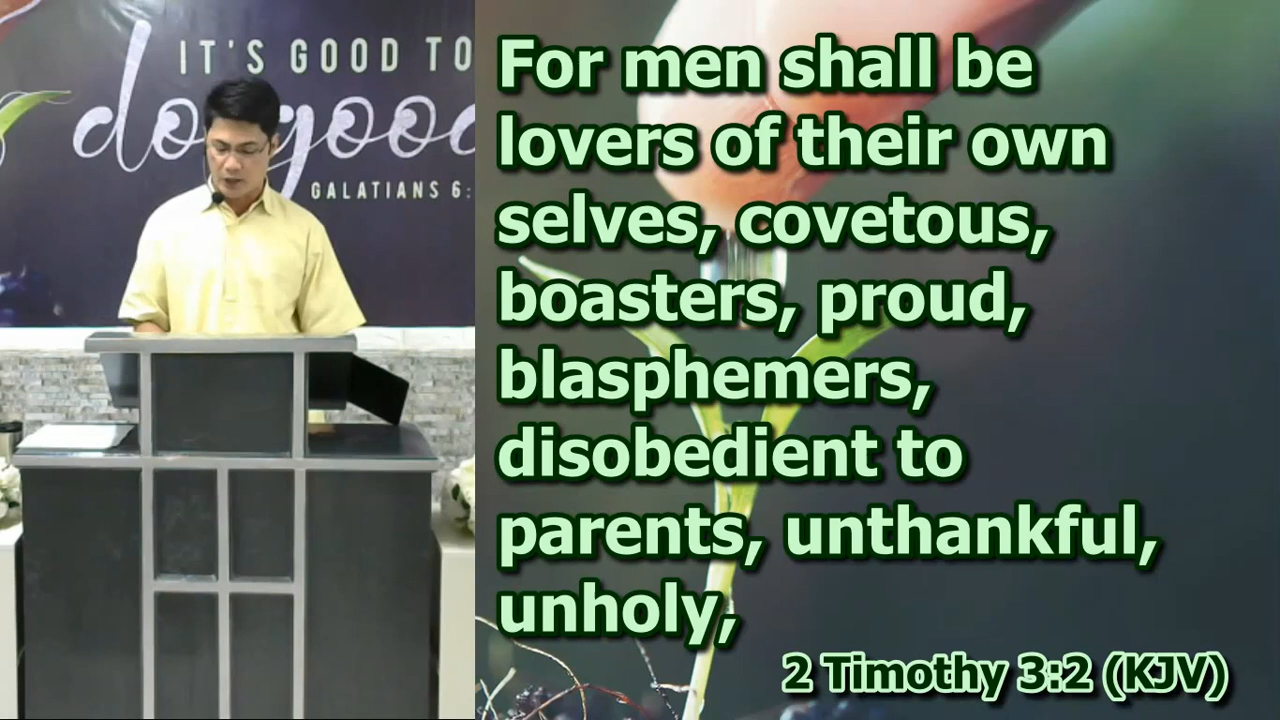 IT'S GOOD TO
do good
GALATIANS 6:
For men shall be
lovers of their own
selves, covetous,
boasters, proud,
blasphemers,
disobedient to
parents, unthankful,
unholy,
2 Timothy 3:2 (KJV)